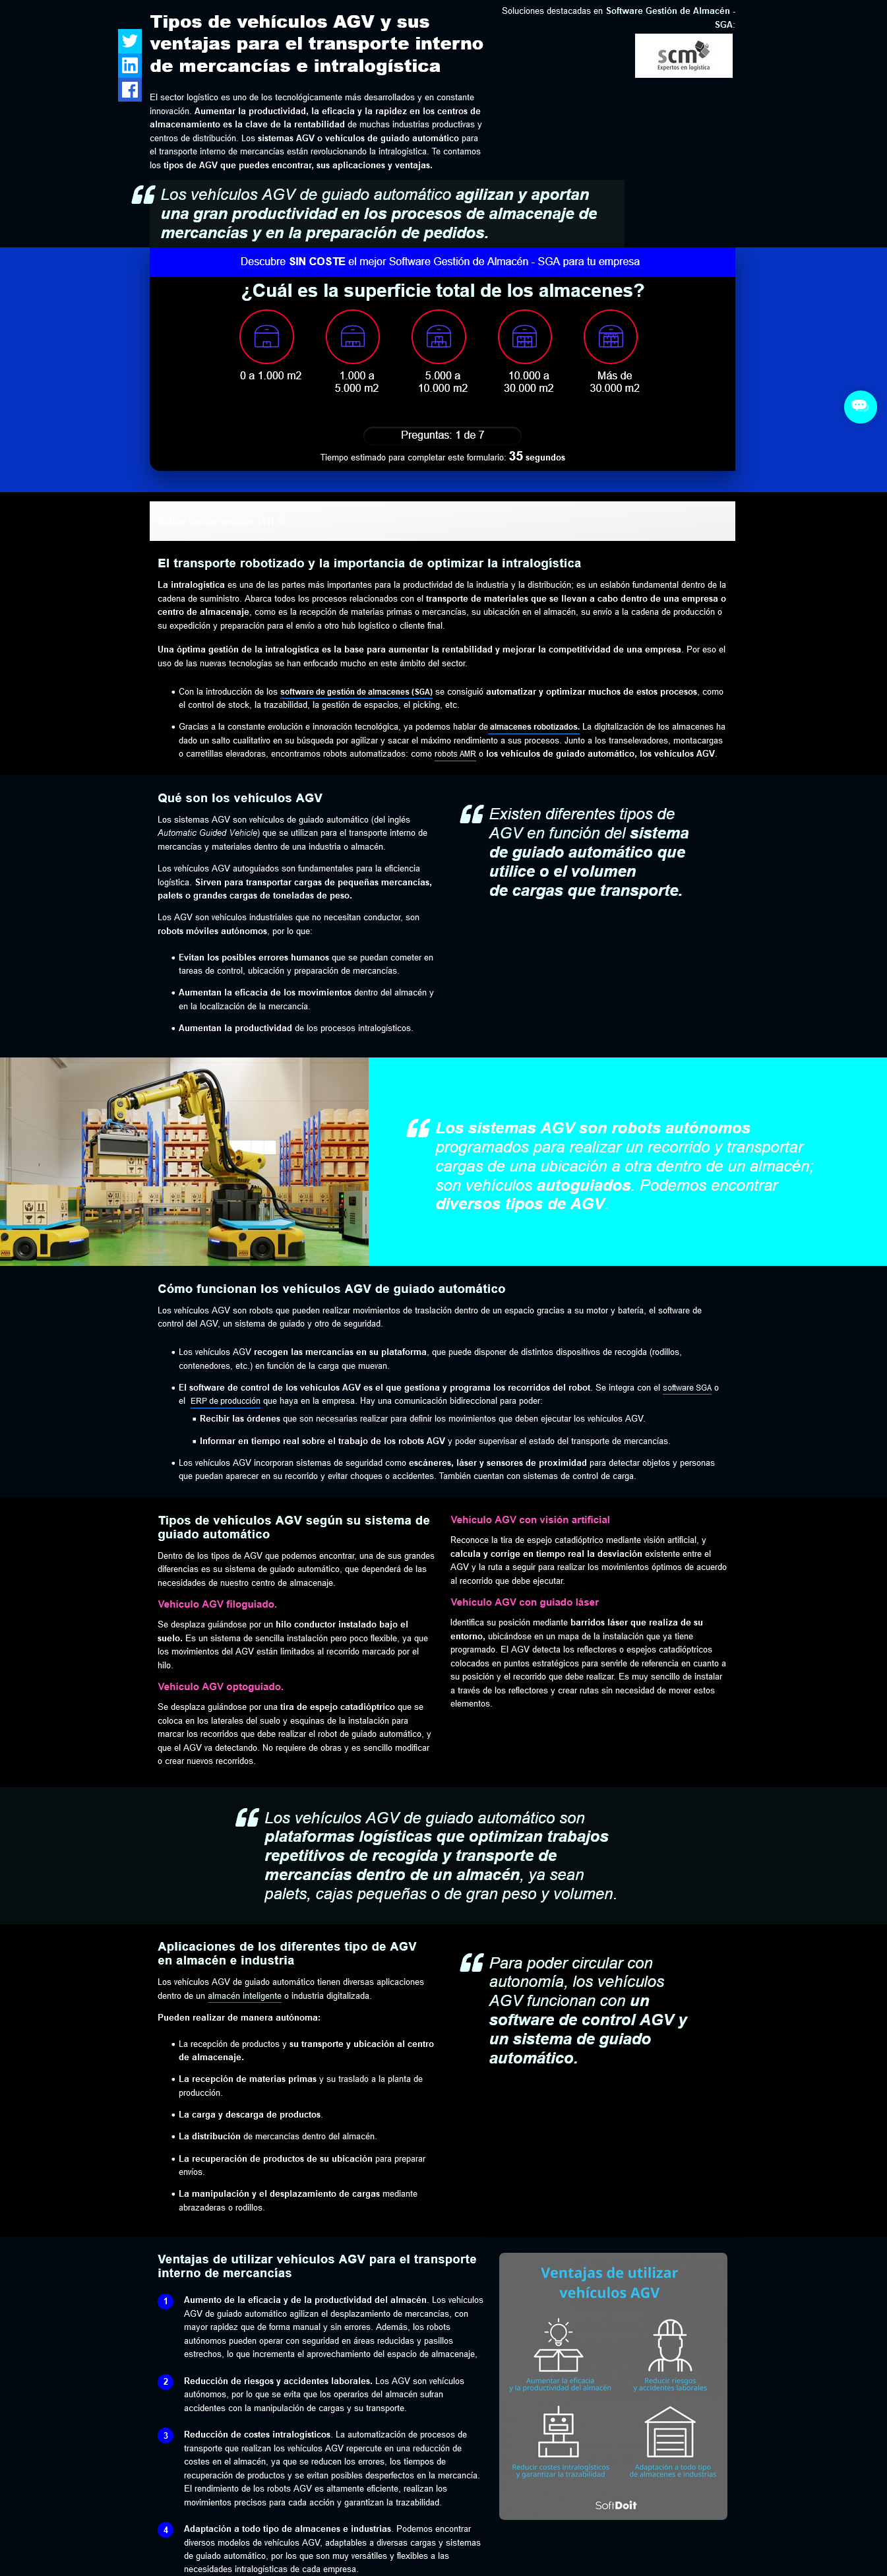 Tipos de vehículos AGV y sus
ventajas para el transporte interno
de mercancías e intralogística
Soluciones destacadas en Software Gestión de Almacén -
SGA:
scm
Expertos en logística
El sector logístico es uno de los tecnológicamente más desarrollados y en constante
innovación. Aumentar la productividad, la eficacia y la rapidez en los centros de
almacenamiento es la clave de la rentabilidad de muchas industrias productivas y
centros de distribución. Los sistemas AGV o vehículos de guiado automático para
el transporte interno de mercancías están revolucionando la intralogística. Te contamos
los tipos de AGV que puedes encontrar, sus aplicaciones y ventajas.
Los vehículos AGV de guiado automático agilizan y aportan
una gran productividad en los procesos de almacenaje de
mercancías y en la preparación de pedidos.
Descubre SIN COSTE el mejor Software Gestión de Almacén - SGA para tu empresa
¿Cuál es la superficie total de los almacenes?
0 a 1.000 m2
1.000 a
5.000 m2
5.000 a
10.000 m2
10.000 a
30.000 m2
Más de
30.000 m2
Preguntas: 1 de 7
Tiempo estimado para completar este formulario: 35 segundos
El transporte robotizado y la importancia de optimizar la intralogística
La intralogística es una de las partes más importantes para la productividad de la industria y la distribución; es un eslabón fundamental dentro de la
cadena de suministro. Abarca todos los procesos relacionados con el transporte de materiales que se llevan a cabo dentro de una empresa o
centro de almacenaje, como es la recepción de materias primas o mercancías, su ubicación en el almacén, su envío a la cadena de producción o
su expedición y preparación para el envío a otro hub logístico o cliente final.
Una óptima gestión de la intralogística es la base para aumentar la rentabilidad y mejorar la competitividad de una empresa. Por eso el
uso de las nuevas tecnologías se han enfocado mucho en este ámbito del sector.
Con la introducción de los software de gestión de almacenes (SGA) se consiguió automatizar y optimizar muchos de estos procesos, como
el control de stock, la trazabilidad, la gestión de espacios, el picking, etc.
Gracias a la constante evolución e innovación tecnológica, ya podemos hablar de almacenes robotizados. La digitalización de los almacenes ha
dado un salto cualitativo en su búsqueda por agilizar y sacar el máximo rendimiento a sus procesos. Junto a los transelevadores, montacargas
o carretillas elevadoras, encontramos robots automatizados: como robots AMR o los vehículos de guiado automático, los vehículos AGV.
Qué son los vehículos AGV
Los sistemas AGV son vehículos de guiado automático (del inglés
Automatic Guided Vehicle) que se utilizan para el transporte interno de
mercancías y materiales dentro de una industria o almacén.
Los vehículos AGV autoguiados son fundamentales para la eficiencia
logística. Sirven para transportar cargas de pequeñas mercancías,
palets o grandes cargas de toneladas de peso.
Los AGV son vehículos industriales que no necesitan conductor, son
robots móviles autónomos, por lo que:
Evitan los posibles errores humanos que se puedan cometer en
tareas de control, ubicación y preparación de mercancías.
Aumentan la eficacia de los movimientos dentro del almacén y
en la localización de la mercancía.
Aumentan la productividad de los procesos intralogísticos.
Existen diferentes tipos de
AGV en función del sistema
de guiado automático que
utilice o el volumen
de cargas que transporte.
Los sistemas AGV son robots autónomos
programados para realizar un recorrido y transportar
cargas de una ubicación a otra dentro de un almacén;
son vehículos autoguiados. Podemos encontrar
diversos tipos de AGV.
Cómo funcionan los vehículos AGV de guiado automático
Los vehículos AGV son robots que pueden realizar movimientos de traslación dentro de un espacio gracias a su motor y batería, el software de
control del AGV, un sistema de guiado y otro de seguridad.
Los vehículos AGV recogen las mercancías en su plataforma, que puede disponer de distintos dispositivos de recogida (rodillos,
contenedores, etc.) en función de la carga que muevan.
El software de control de los vehículos AGV es el que gestiona y programa los recorridos del robot. Se integra con el software SGA o
el ERP de producción que haya en la empresa. Hay una comunicación bidireccional para poder:
Recibir las órdenes que son necesarias realizar para definir los movimientos que deben ejecutar los vehículos AGV.
Informar en tiempo real sobre el trabajo de los robots AGV y poder supervisar el estado del transporte de mercancías.
Los vehículos AGV incorporan sistemas de seguridad como escáneres, láser y sensores de proximidad para detectar objetos y personas
que puedan aparecer en su recorrido y evitar choques o accidentes. También cuentan con sistemas de control de carga.
Tipos de vehículos AGV según su sistema de
guiado automático
Dentro de los tipos de AGV que podemos encontrar, una de sus grandes
diferencias es su sistema de guiado automático, que dependerá de las
necesidades de nuestro centro de almacenaje.
Vehículo AGV filoguiado.
Se desplaza guiándose por un hilo conductor instalado bajo el
suelo. Es un sistema de sencilla instalación pero poco flexible, ya que
los movimientos del AGV están limitados al recorrido marcado por el
hilo.
Vehículo AGV optoguiado.
Se desplaza guiándose por una tira de espejo catadióptrico que se
coloca en los laterales del suelo y esquinas de la instalación para
marcar los recorridos que debe realizar el robot de guiado automático, y
que el AGV va detectando. No requiere de obras y es sencillo modificar
o crear nuevos recorridos.
Vehículo AGV con visión artificial
Reconoce la tira de espejo catadióptrico mediante visión artificial, y
calcula y corrige en tiempo real la desviación existente entre el
AGV y la ruta a seguir para realizar los movimientos óptimos de acuerdo
al recorrido que debe ejecutar.
Vehículo AGV con guiado láser
Identifica su posición mediante barridos láser que realiza de su
entorno, ubicándose en un mapa de la instalación que ya tiene
programado. El AGV detecta los reflectores o espejos catadióptricos
colocados en puntos estratégicos para servirle de referencia en cuanto a
su posición y el recorrido que debe realizar. Es muy sencillo de instalar
a través de los reflectores y crear rutas sin necesidad de mover estos
elementos.
Los vehículos AGV de guiado automático son
plataformas logísticas que optimizan trabajos
repetitivos de recogida y transporte de
mercancías dentro de un almacén, ya sean
palets, cajas pequeñas o de gran peso y volumen.
Aplicaciones de los diferentes tipo de AGV
en almacén e industria
Los vehículos AGV de guiado automático tienen diversas aplicaciones
dentro de un almacén inteligente o industria digitalizada.
Pueden realizar de manera autónoma:
La recepción de productos y su transporte y ubicación al centro
de almacenaje.
La recepción de materias primas y su traslado a la planta de
producción.
La carga y descarga de productos.
La distribución de mercancías dentro del almacén.
La recuperación de productos de su ubicación para preparar
envíos.
La manipulación y el desplazamiento de cargas mediante
abrazaderas o rodillos.
Para poder circular con
autonomía, los vehículos
AGV funcionan con un
software de control AGV y
un sistema de guiado
automático.
Ventajas de utilizar vehículos AGV para el transporte
interno de mercancías
1 Aumento de la eficacia y de la productividad del almacén. Los vehículos
AGV de guiado automático agilizan el desplazamiento de mercancías, con
mayor rapidez que de forma manual y sin errores. Además, los robots
autónomos pueden operar con seguridad en áreas reducidas y pasillos
estrechos, lo que incrementa el aprovechamiento del espacio de almacenaje,
2 Reducción de riesgos y accidentes laborales. Los AGV son vehículos
autónomos, por lo que se evita que los operarios del almacén sufran
accidentes con la manipulación de cargas y su transporte.
3 Reducción de costes intralogísticos. La automatización de procesos de
transporte que realizan los vehículos AGV repercute en una reducción de
costes en el almacén, ya que se reducen los errores, los tiempos de
recuperación de productos y se evitan posibles desperfectos en la mercancía.
El rendimiento de los robots AGV es altamente eficiente, realizan los
movimientos precisos para cada acción y garantizan la trazabilidad.
4 Adaptación a todo tipo de almacenes e industrias. Podemos encontrar
diversos modelos de vehículos AGV, adaptables a diversas cargas y sistemas
de guiado automático, por los que son muy versátiles y flexibles a las
necesidades intralogísticas de cada empresa.
Ventajas de utilizar
vehículos AGV
Aumentar la eficacia
y la productividad del almacén
Reducir riesgos
y accidentes laborales
Reducir costes intralogísticos
y garantizar la trazabilidad
Adaptación a todo tipo
de almacenes e industrias
SoftDoit